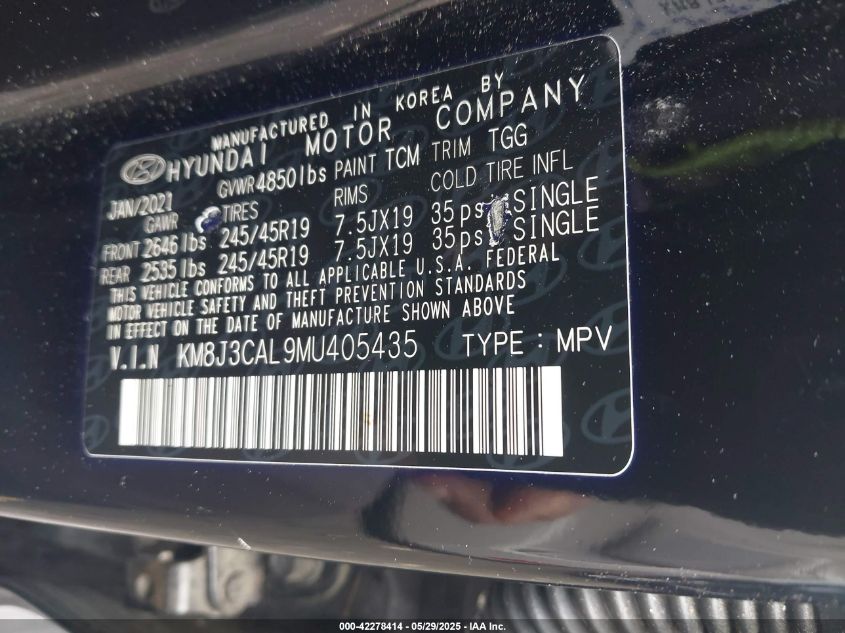 MANUFACTURED IN KOREA BY
HYUNDAI MOTOR COMPANY
JAN/2021 GVWR 4850 lbs PAINT TCM TRIM TGG
GAWR TIRES RIMS COLD TIRE INFL
FRONT 2646 lbs 245/45R19 7.5JX19 35 psi SINGLE
REAR 2535 lbs 245/45R19 7.5JX19 35 psi SINGLE
THIS VEHICLE CONFORMS TO ALL APPLICABLE U.S.A. FEDERAL
MOTOR VEHICLE SAFETY AND THEFT PREVENTION STANDARDS
IN EFFECT ON THE DATE OF MANUFACTURE SHOWN ABOVE
V.I.N KM8J3CAL9MU405435 TYPE : MPV
000-42278414 - 05/29/2025 - IAA Inc.